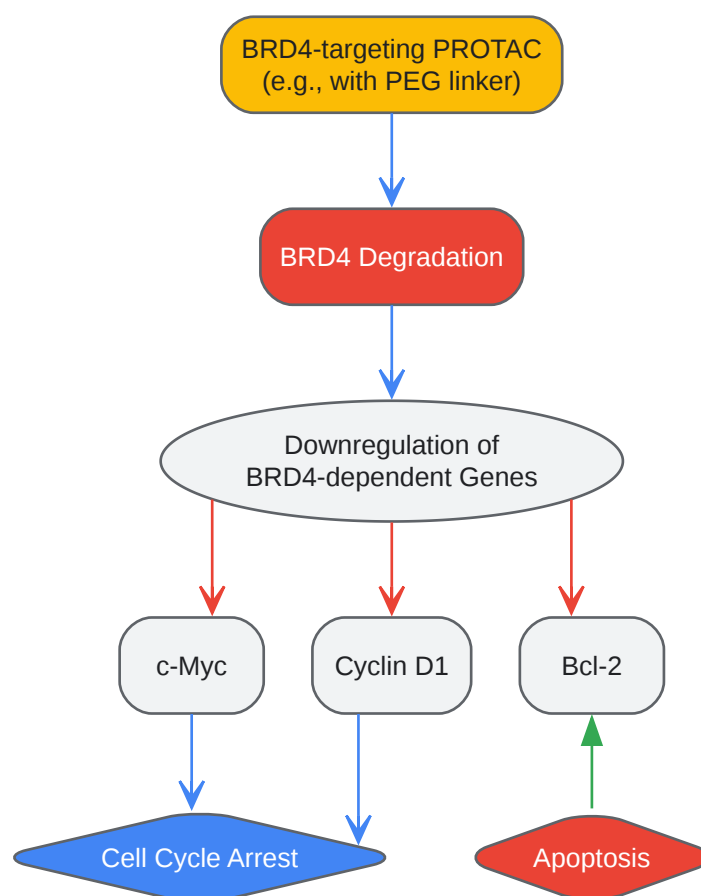 BRD4-targeting PROTAC
(e.g., with PEG linker)
BRD4 Degradation
Downregulation of
BRD4-dependent Genes
c-Myc
Cyclin D1
Bcl-2
Cell Cycle Arrest
Apoptosis